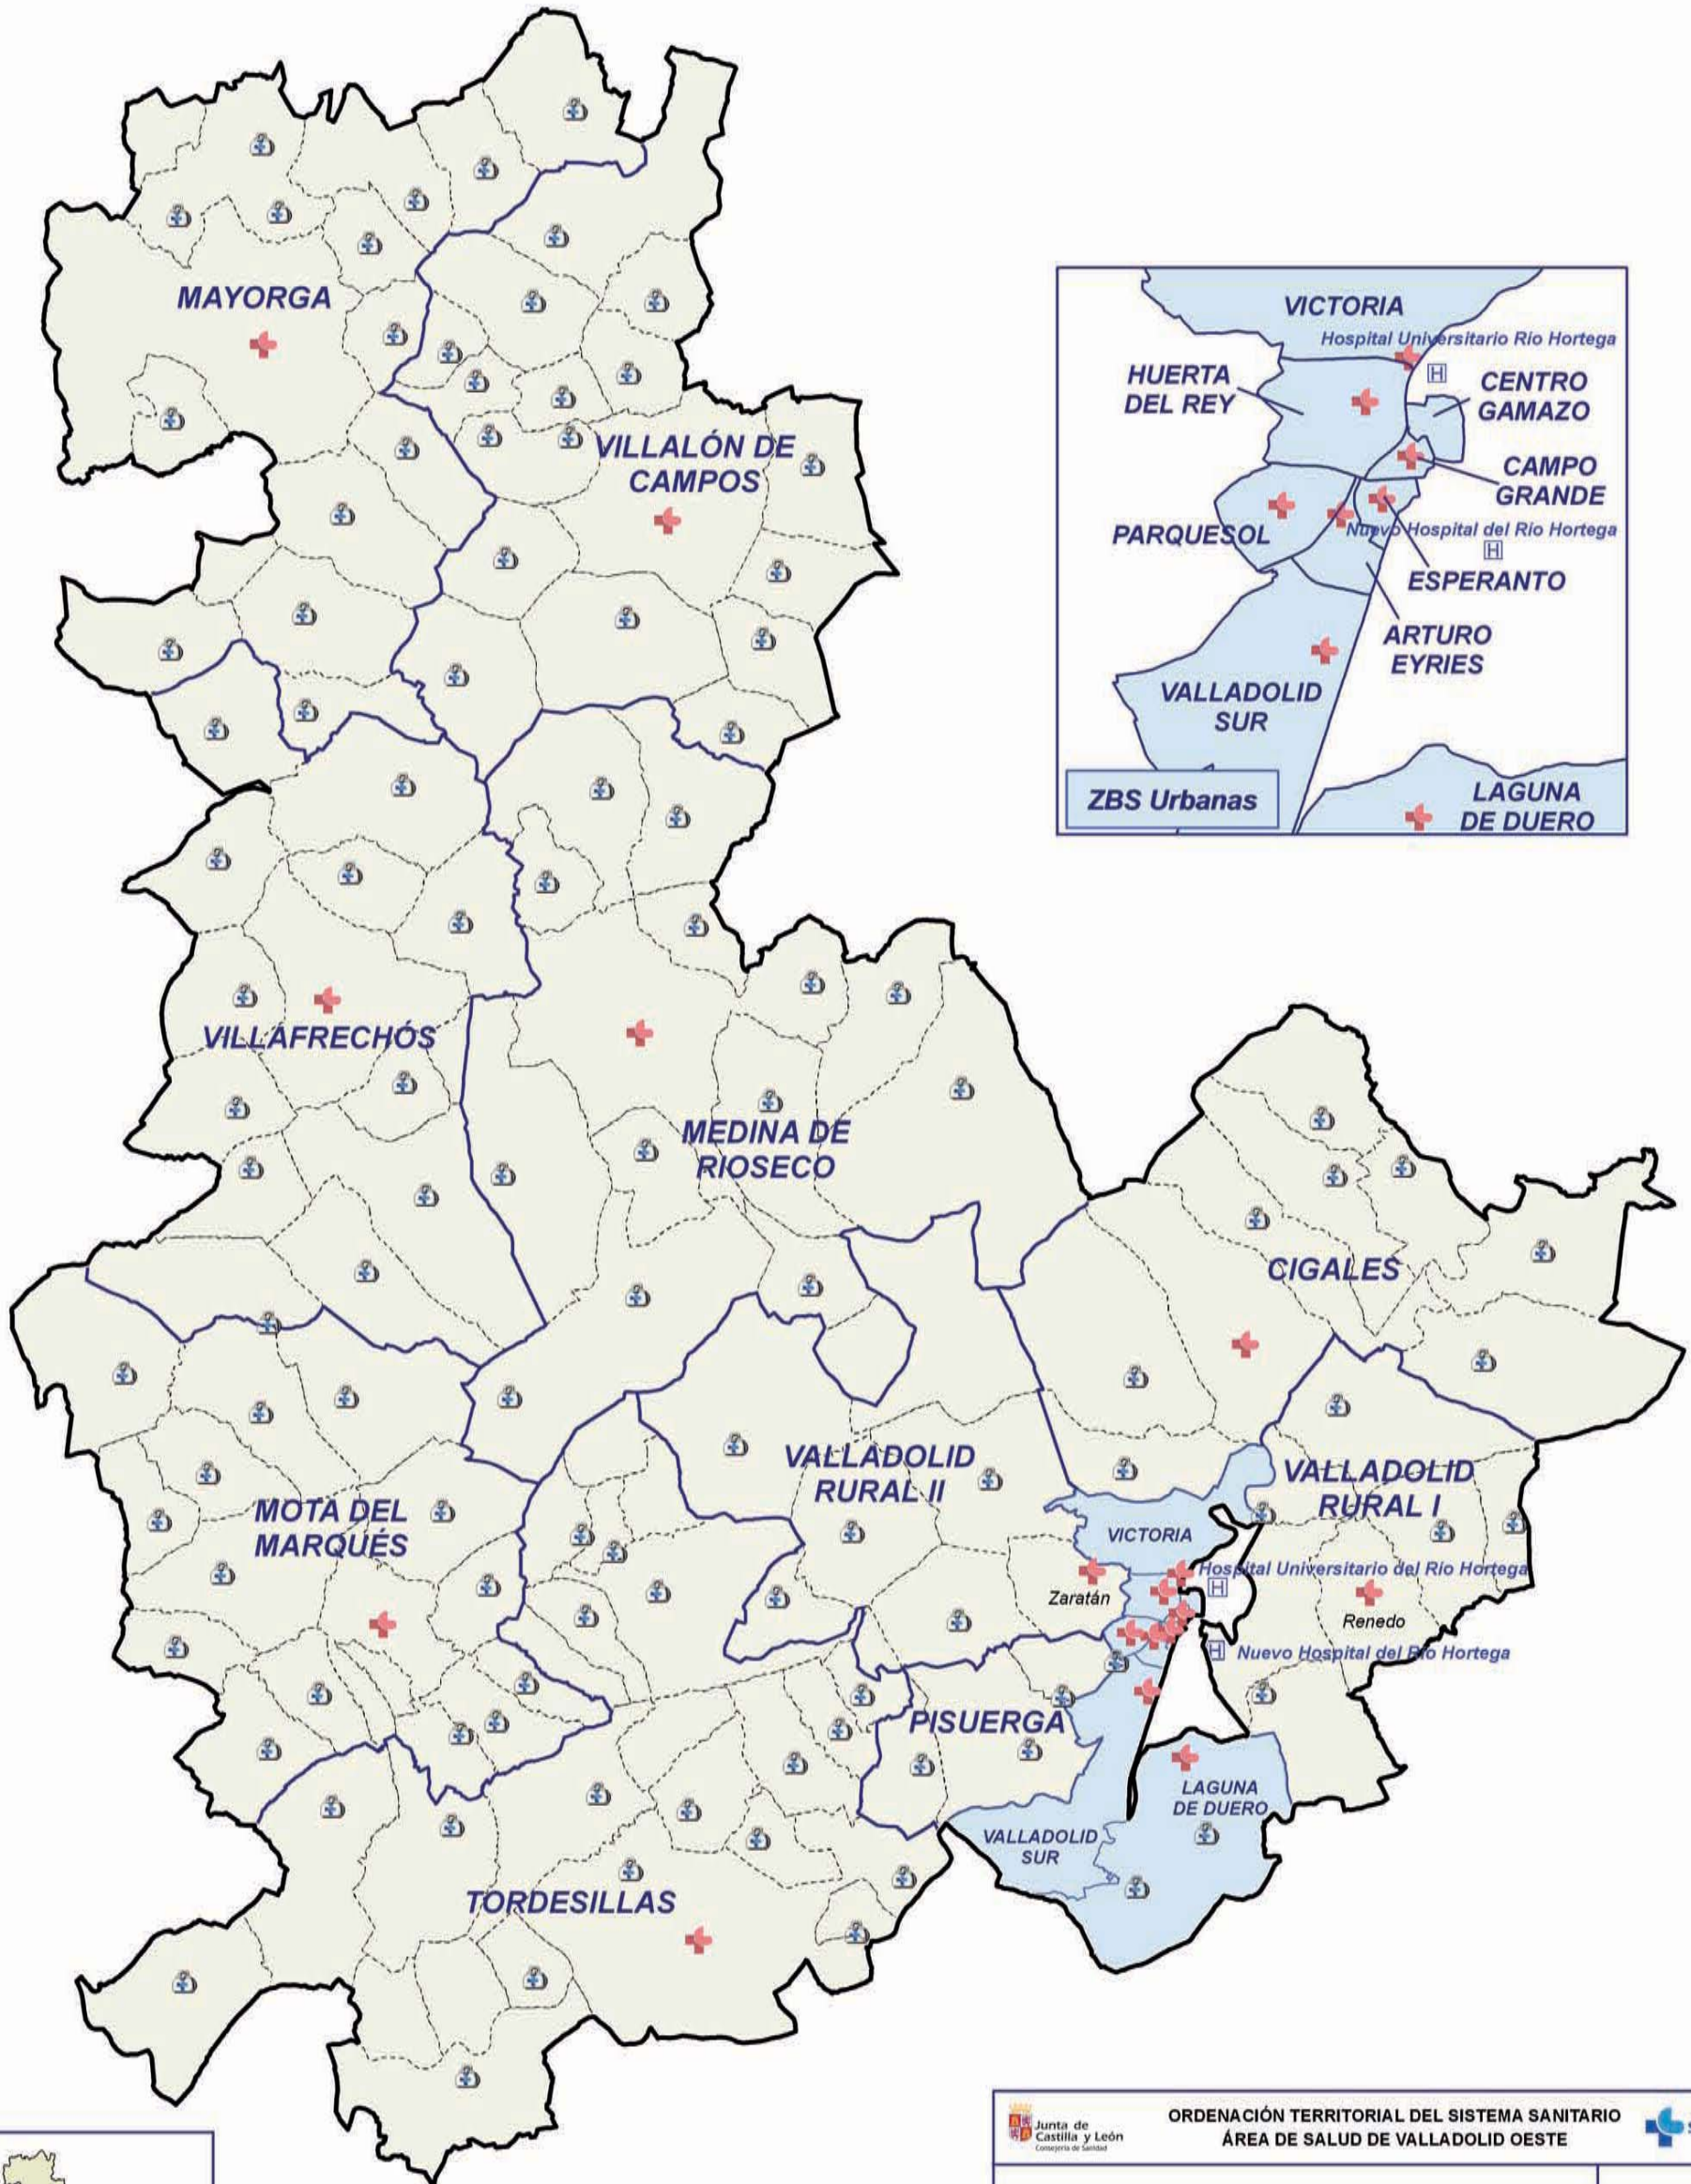 MAYORGA
VILLALÓN DE
CAMPOS
VICTORIA
Hospital Universitario Rio Hortega
HUERTA
DEL REY
CENTRO
GAMAZO
CAMPO
GRANDE
PARQUESOL
Nuevo Hospital del Rio Hortega
ESPERANTO
ARTURO
EYRIES
VALLADOLID
SUR
ZBS Urbanas
LAGUNA
DE DUERO
VILLAFRECHÓS
MEDINA DE
RIOSECO
CIGALES
VALLADOLID
RURAL II
VALLADOLID
RURAL I
MOTA DEL
MARQUÉS
VICTORIA
Hospital Universitario del Rio Hortega
Zaratán
Renedo
Nuevo Hospital del Rio Hortega
PISUERGA
LAGUNA
DE DUERO
VALLADOLID
SUR
TORDESILLAS
Junta de
Castilla y León
Consejería de Sanidad
ORDENACIÓN TERRITORIAL DEL SISTEMA SANITARIO
ÁREA DE SALUD DE VALLADOLID OESTE